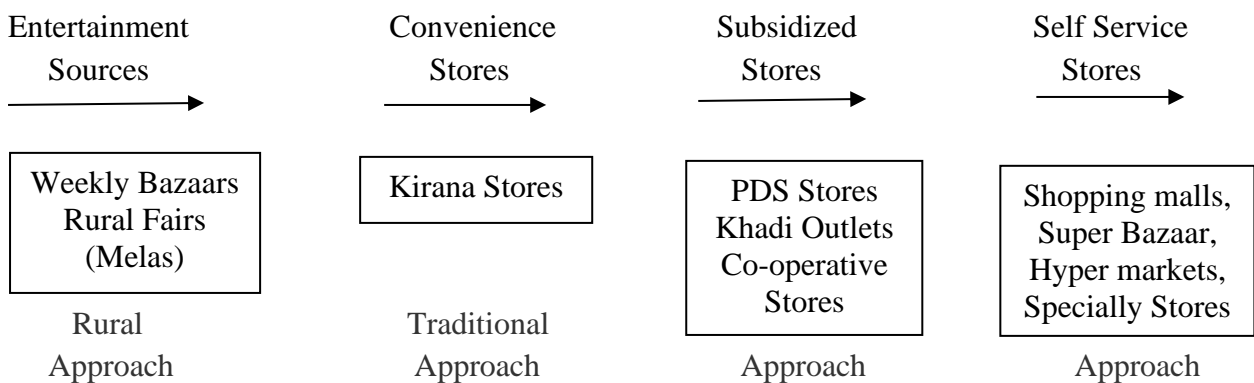 Entertainment
Sources
Convenience
Stores
Subsidized
Stores
Self Service
Stores
Weekly Bazaars
Rural Fairs
(Melas)
Kirana Stores
PDS Stores
Khadi Outlets
Co-operative
Stores
Shopping malls,
Super Bazaar,
Hyper markets,
Specially Stores
Rural
Approach
Traditional
Approach
Approach
Approach